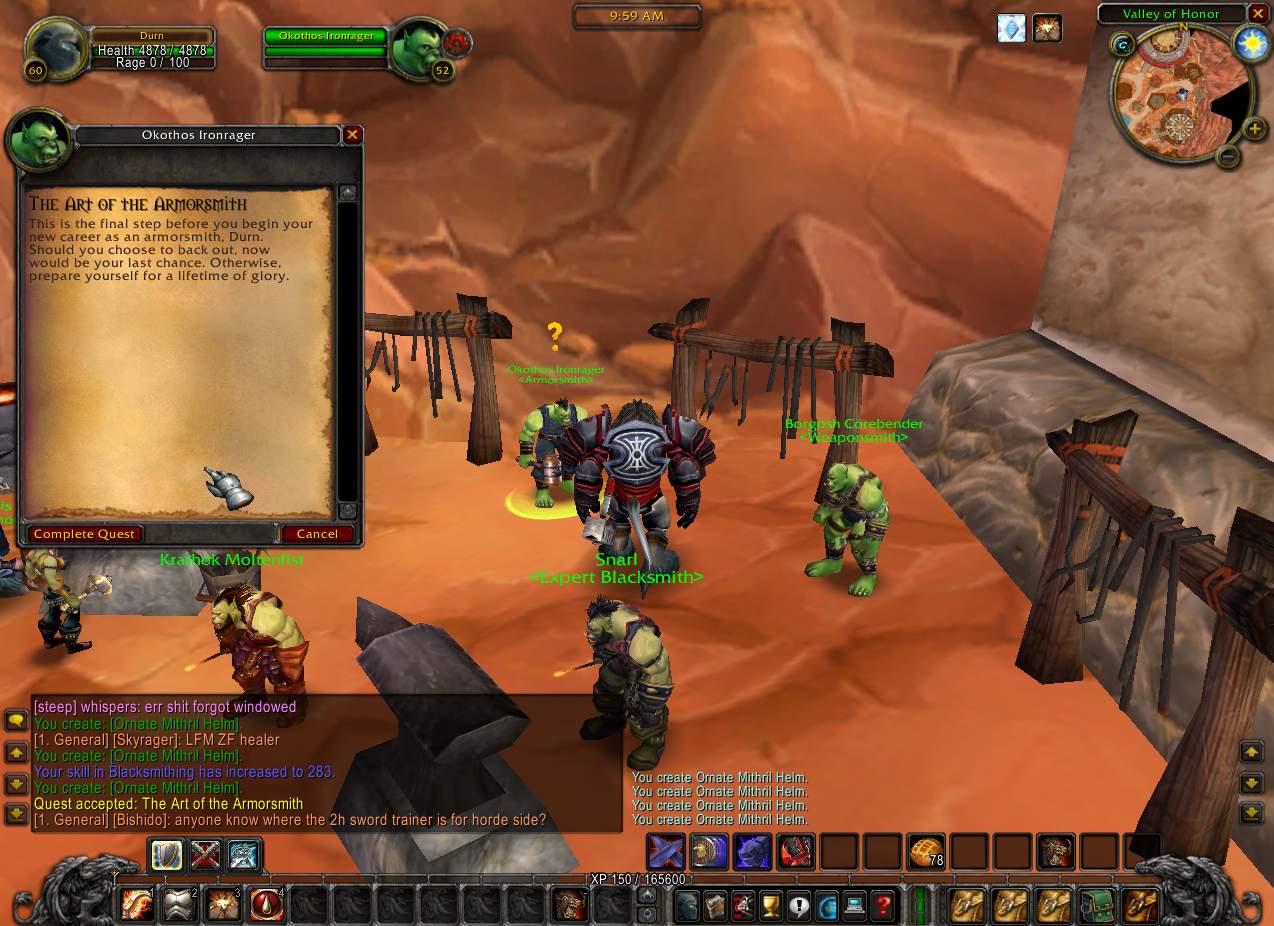 9:59 AM
Valley of Honor
N
Durn
Health 4878 / 4878
Rage 0 / 100
60
Okothos Ironrager
52
Okothos Ironrager
The Art of the Armorsmith
This is the final step before you begin your
new career as an armorsmith, Durn.
Should you choose to back out, now
would be your last chance. Otherwise,
prepare yourself for a lifetime of glory.
Complete Quest
Cancel
?
Okothos Ironrager
<Armorsmith>
Borgosh Corebender
<Weaponsmith>
Krathok Moltenfist
Snarl
<Expert Blacksmith>
[steep] whispers: err shit forgot windowed
You create: [Ornate Mithril Helm].
[1. General] [Skyrager]: LFM ZF healer
You create: [Ornate Mithril Helm].
Your skill in Blacksmithing has increased to 283.
You create: [Ornate Mithril Helm].
Quest accepted: The Art of the Armorsmith
[1. General] [Bishido]: anyone know where the 2h sword trainer is for horde side?
You create Ornate Mithril Helm.
You create Ornate Mithril Helm.
You create Ornate Mithril Helm.
You create Ornate Mithril Helm.
78
XP 150 / 165600
1
2
3
4